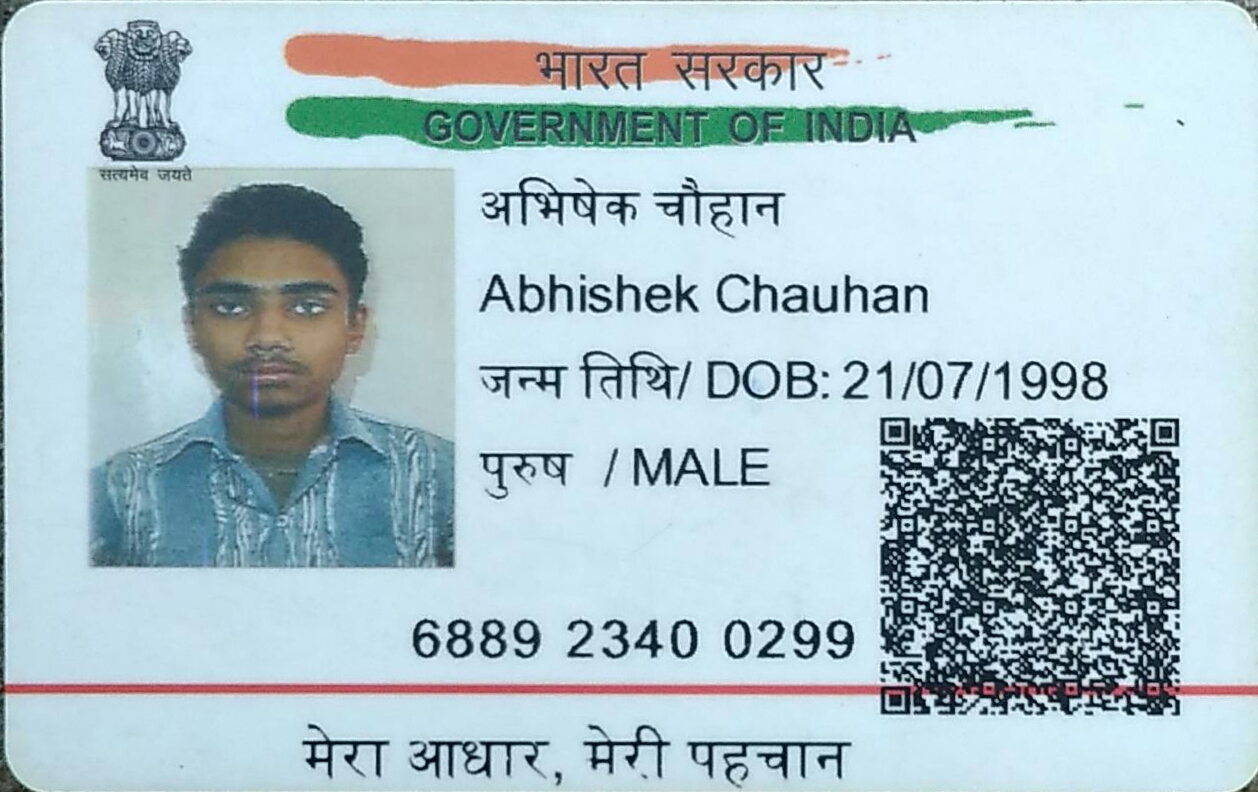 भारत सरकार
GOVERNMENT OF INDIA
सत्यमेव जयते
अभिषेक चौहान
Abhishek Chauhan
जन्म तिथि/ DOB: 21/07/1998
पुरुष / MALE
6889 2340 0299
मेरा आधार, मेरी पहचान